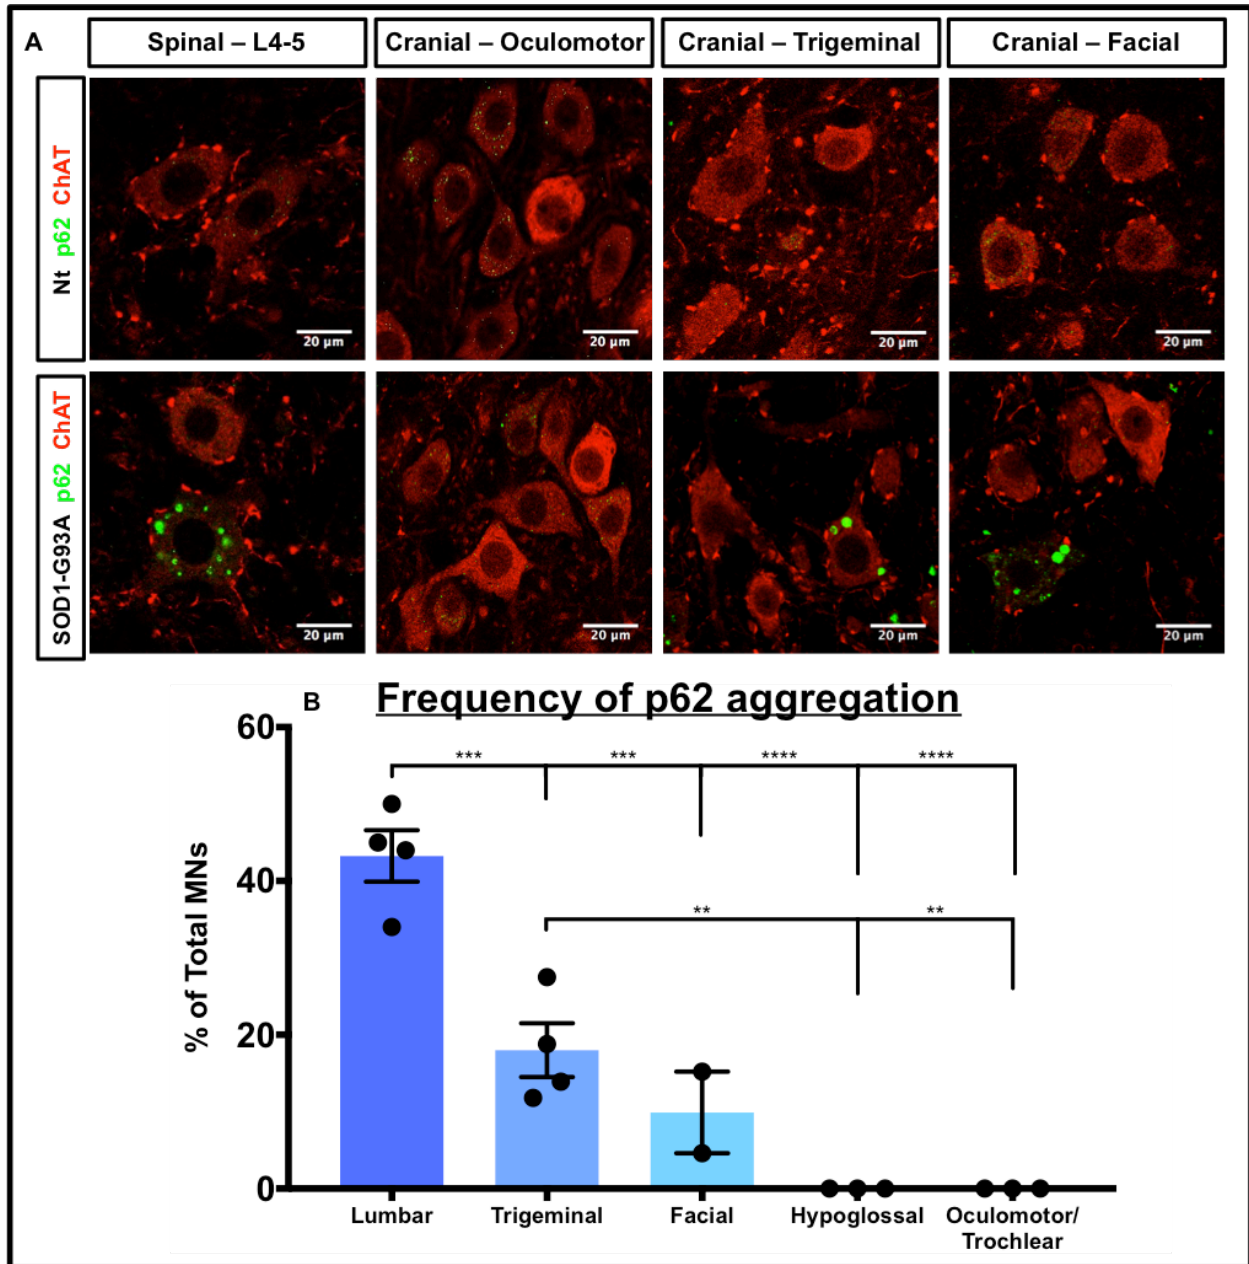 A
Spinal – L4-5
Cranial – Oculomotor
Cranial – Trigeminal
Cranial – Facial
Nt p62 ChAT
20 µm
20 µm
20 µm
20 µm
SOD1-G93A p62 ChAT
20 µm
20 µm
20 µm
20 µm
B
Frequency of p62 aggregation
60
40
20
0
% of Total MNs
***
***
****
****
**
**
Lumbar
Trigeminal
Facial
Hypoglossal
Oculomotor/
Trochlear